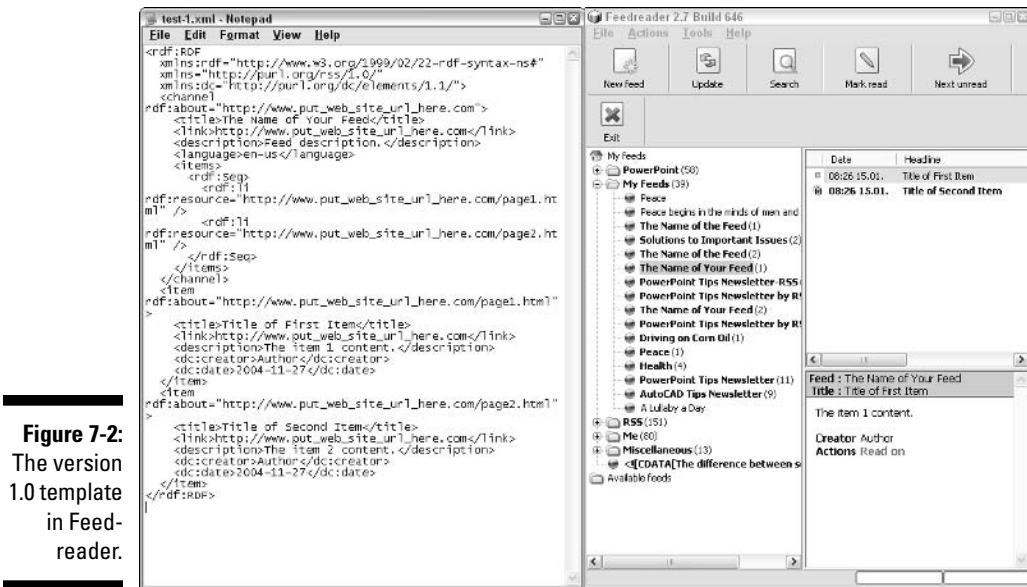 test-1.xml - Notepad
File Edit Format View Help
<rdf:RDF
xmlns:rdf="http://www.w3.org/1999/02/22-rdf-syntax-ns#"
xmlns="http://purl.org/rss/1.0/"
xmlns:dc="http://purl.org/dc/elements/1.1/">
<channel
rdf:about="http://www.put_web_site_url_here.com">
<title>The Name of Your Feed</title>
<link>http://www.put_web_site_url_here.com</link>
<description>Feed description.</description>
<language>en-us</language>
<items>
<rdf:Seq>
<rdf:li
rdf:resource="http://www.put_web_site_url_here.com/page1.ht
ml" />
<rdf:li
rdf:resource="http://www.put_web_site_url_here.com/page2.ht
ml" />
</rdf:Seq>
</items>
</channel>
<item
rdf:about="http://www.put_web_site_url_here.com/page1.html"
>
<title>Title of First Item</title>
<link>http://www.put_web_site_url_here.com</link>
<description>The item 1 content.</description>
<dc:creator>Author</dc:creator>
<dc:date>2004-11-27</dc:date>
</item>
<item
rdf:about="http://www.put_web_site_url_here.com/page2.html"
>
<title>Title of Second Item</title>
<link>http://www.put_web_site_url_here.com</link>
<description>The item 2 content.</description>
<dc:creator>Author</dc:creator>
<dc:date>2004-11-27</dc:date>
</item>
</rdf:RDF>
Feedreader 2.7 Build 646
File Actions Tools Help
New feed Update Search Mark read Next unread
Exit
My feeds
PowerPoint (58)
My Feeds (39)
Peace
Peace begins in the minds of men and
The Name of the Feed (1)
Solutions to Important Issues (2)
The Name of the Feed (2)
The Name of Your Feed (1)
PowerPoint Tips Newsletter-RSS
PowerPoint Tips Newsletter by R
The Name of Your Feed (2)
PowerPoint Tips Newsletter by R
Driving on Corn Oil (1)
Peace (1)
Health (4)
PowerPoint Tips Newsletter (11)
AutoCAD Tips Newsletter (9)
A Lullaby a Day
RSS (151)
Me (80)
Miscellaneous (13)
<![CDATA[The difference between s
Available feeds
Date Headline
08:26 15.01. Title of First Item
08:26 15.01. Title of Second Item
Feed : The Name of Your Feed
Title : Title of First Item
The item 1 content.
Creator Author
Actions Read on
Figure 7-2:
The version
1.0 template
in Feed-
reader.